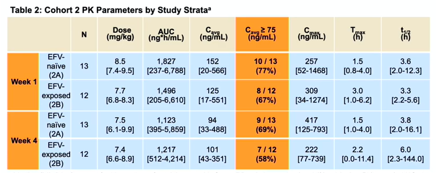 Table 2: Cohort 2 PK Parameters by Study Strataᵃ
N Dose (mg/kg) AUC (ng*h/mL) Cavg (ng/mL) Cavg ≥ 75 (ng/mL) Cmax (ng/mL) Tmax (h) t1/2 (h)
Week 1 EFV-naïve (2A) 13 8.5 [7.4-9.5] 1,827 [237-6,788] 152 [20-566] 10 / 13 (77%) 257 [52-1468] 1.5 [0.8-4.0] 3.6 [2.0-12.3]
EFV-exposed (2B) 12 7.7 [6.8-8.3] 1,496 [205-6,610] 125 [17-551] 8 / 12 (67%) 309 [34-1274] 3.0 [1.0-6.2] 3.3 [2.2-5.6]
Week 4 EFV-naïve (2A) 13 7.5 [6.1-9.9] 1,123 [395-5,859] 94 [33-488] 9 / 13 (69%) 417 [125-793] 1.5 [1.0-4.0] 3.8 [2.0-16.1]
EFV-exposed (2B) 12 7.4 [6.6-8.9] 1,217 [512-4,214] 101 [43-351] 7 / 12 (58%) 222 [77-739] 2.2 [0.0-11.4] 6.0 [2.3-144.0]